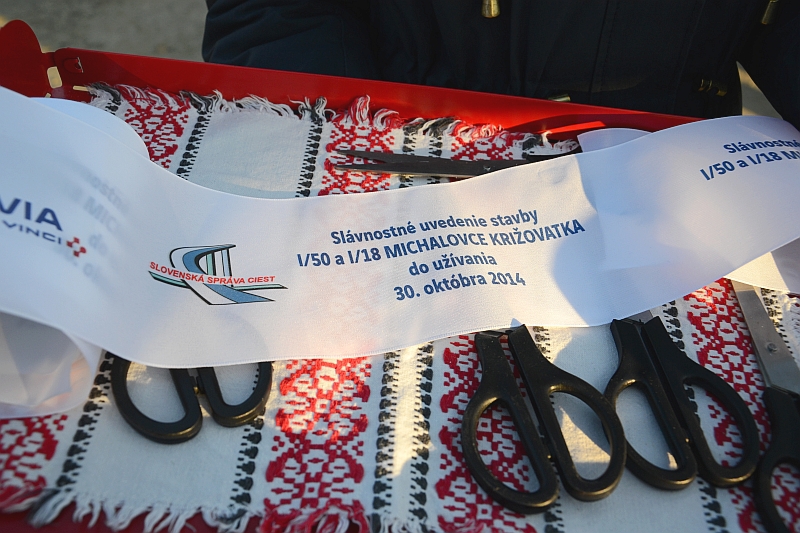 VIA
VINCI
SLOVENSKÁ SPRÁVA CIEST
Slávnostné uvedenie stavby
I/50 a I/18 MICHALOVCE KRIŽOVATKA
do užívania
30. októbra 2014
Slávnostné
I/50 a I/18 M